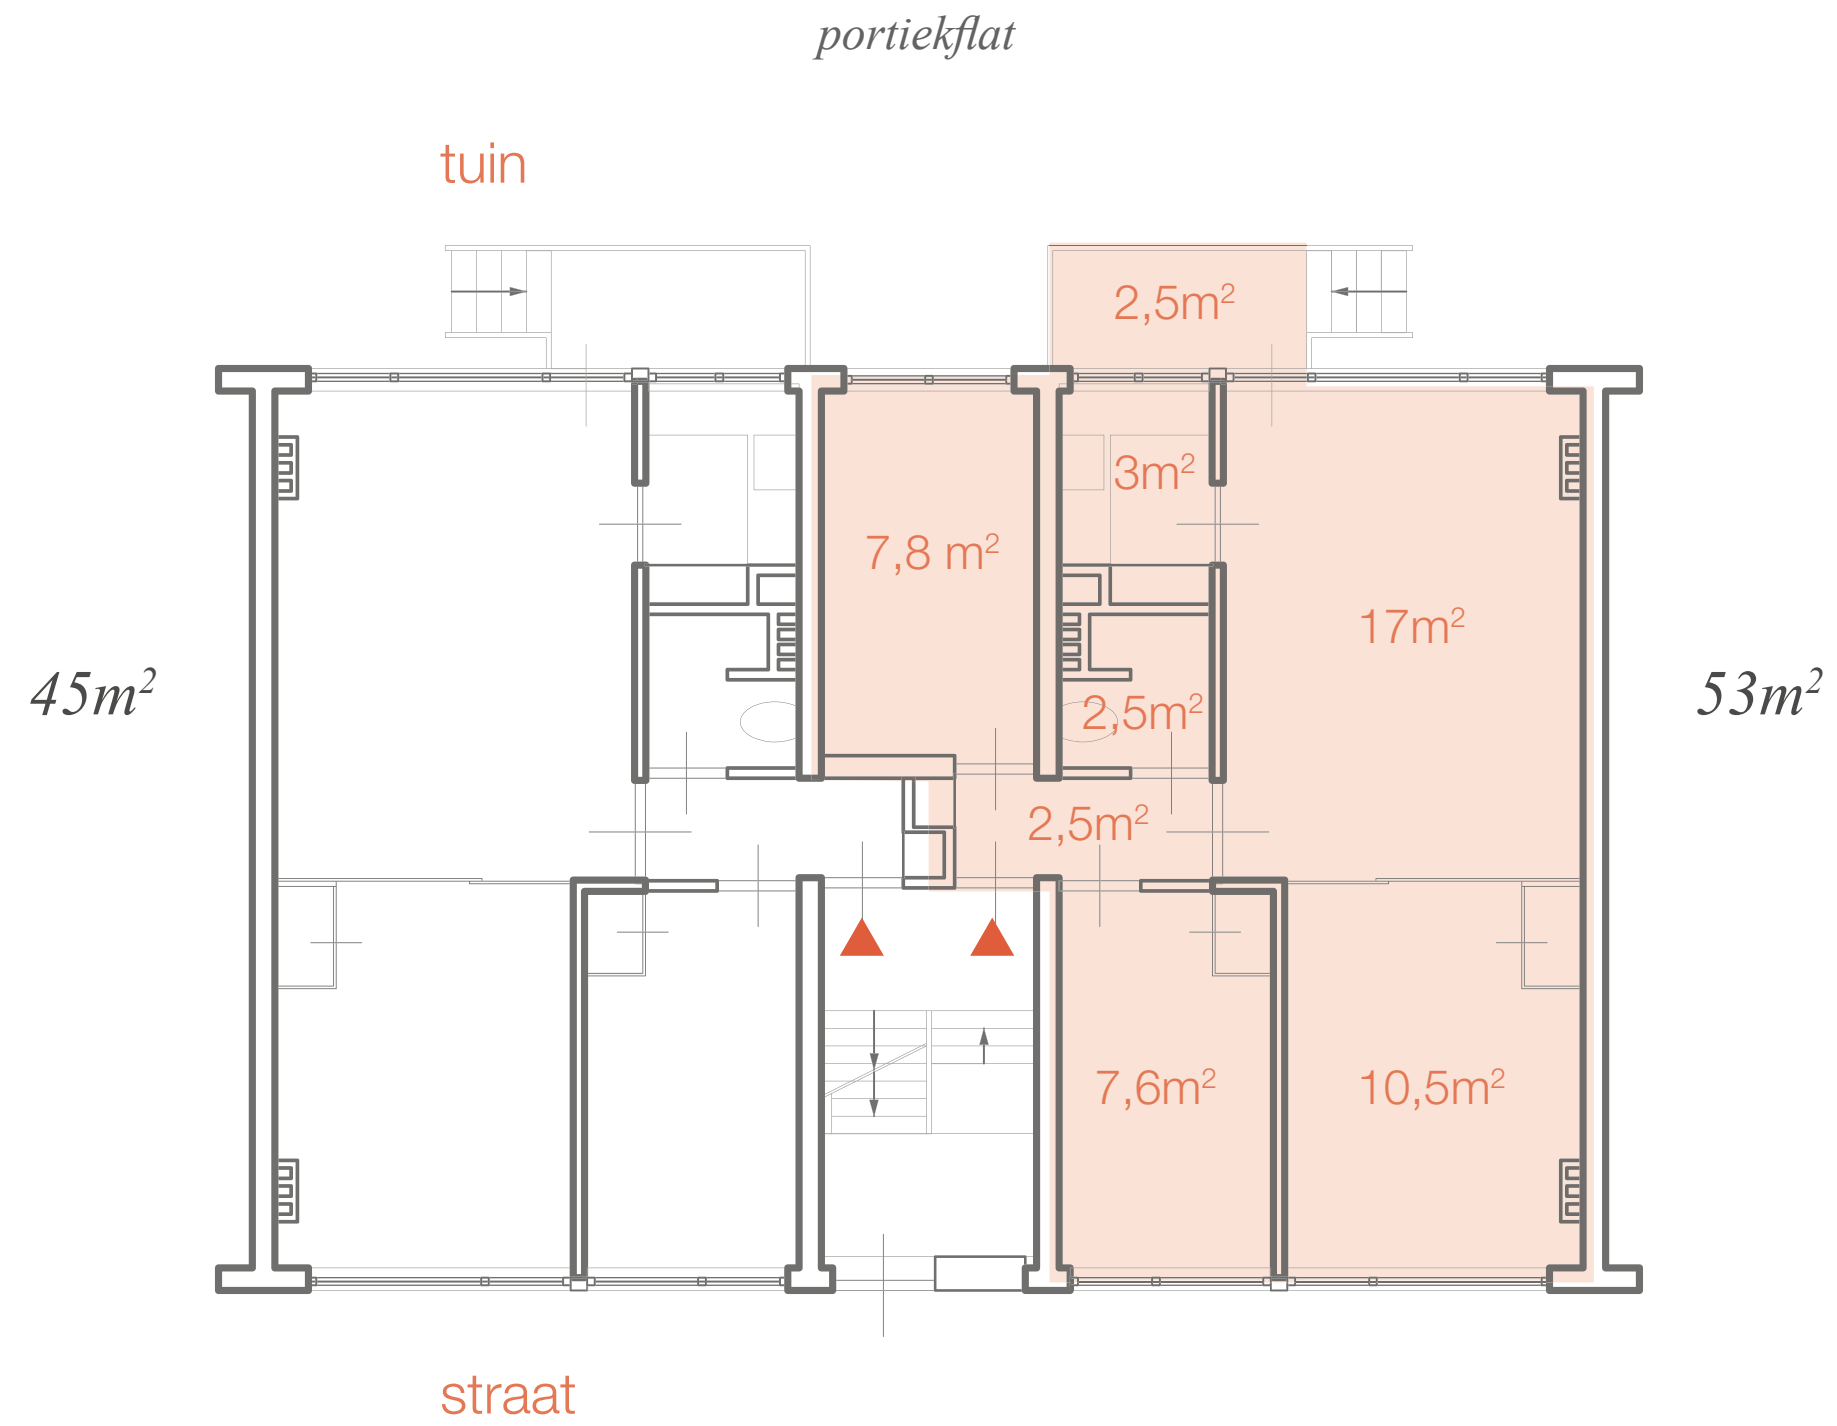 portiekflat
tuin
2,5m²
3m²
7,8 m²
17m²
45m²
53m²
2,5m²
2,5m²
7,6m²
10,5m²
straat